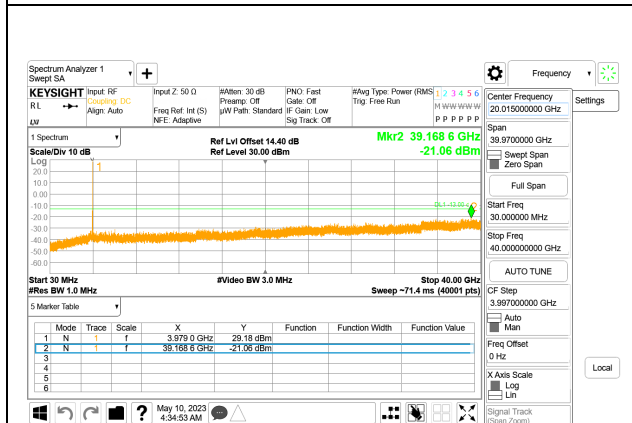 Spectrum Analyzer 1
Swept SA
+
Frequency
KEYSIGHT
RL
LXI
Input: RF
Coupling: DC
Align: Auto
Input Z: 50 Ω
Freq Ref: Int (S)
NFE: Adaptive
#Atten: 30 dB
Preamp: Off
µW Path: Standard
PNO: Fast
Gate: Off
IF Gain: Low
Sig Track: Off
#Avg Type: Power (RMS
Trig: Free Run
1 2 3 4 5 6
M W W W W W
P P P P P P
Center Frequency
20.015000000 GHz
Settings
Span
39.9700000 GHz
Swept Span
Zero Span
Full Span
Start Freq
30.000000 MHz
Stop Freq
40.000000000 GHz
AUTO TUNE
CF Step
3.997000000 GHz
Auto
Man
Freq Offset
0 Hz
X Axis Scale
Log
Lin
Local
Signal Track
(Span Zoom)
1 Spectrum
Scale/Div 10 dB
Ref Lvl Offset 14.40 dB
Ref Level 30.00 dBm
Mkr2 39.168 6 GHz
-21.06 dBm
Log
20.0
10.0
0.00
-10.0
-20.0
-30.0
-40.0
-50.0
-60.0
1
Start 30 MHz
#Res BW 1.0 MHz
#Video BW 3.0 MHz
Stop 40.00 GHz
Sweep ~71.4 ms (40001 pts)
5 Marker Table
Mode Trace Scale X Y Function Function Width Function Value
1 N 1 f 3.979 0 GHz 29.18 dBm
2 N 1 f 39.168 6 GHz -21.06 dBm
3
4
5
6
? May 10, 2023
4:34:53 AM